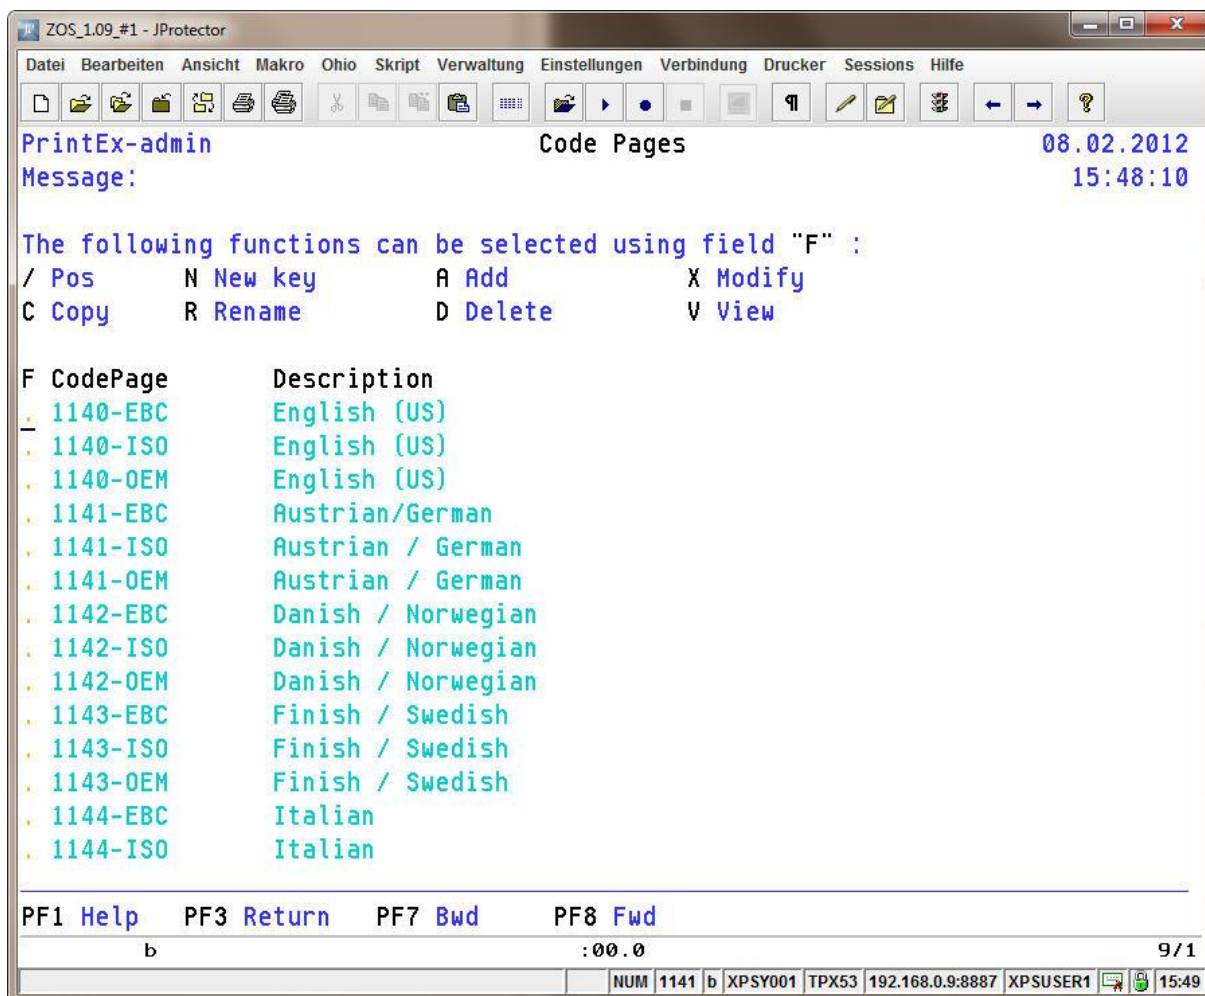 ZOS_1.09_#1 - JProtector
Datei Bearbeiten Ansicht Makro Ohio Skript Verwaltung Einstellungen Verbindung Drucker Sessions Hilfe
PrintEx-admin Code Pages 08.02.2012
Message: 15:48:10
The following functions can be selected using field "F" :
/ Pos N New key A Add X Modify
C Copy R Rename D Delete V View
F CodePage Description
. 1140-EBC English (US)
. 1140-ISO English (US)
. 1140-OEM English (US)
. 1141-EBC Austrian/German
. 1141-ISO Austrian / German
. 1141-OEM Austrian / German
. 1142-EBC Danish / Norwegian
. 1142-ISO Danish / Norwegian
. 1142-OEM Danish / Norwegian
. 1143-EBC Finish / Swedish
. 1143-ISO Finish / Swedish
. 1143-OEM Finish / Swedish
. 1144-EBC Italian
. 1144-ISO Italian
PF1 Help PF3 Return PF7 Bwd PF8 Fwd
b :00.0 9/1
NUM 1141 b XPSY001 TPX53 192.168.0.9:8887 XPSUSER1 15:49